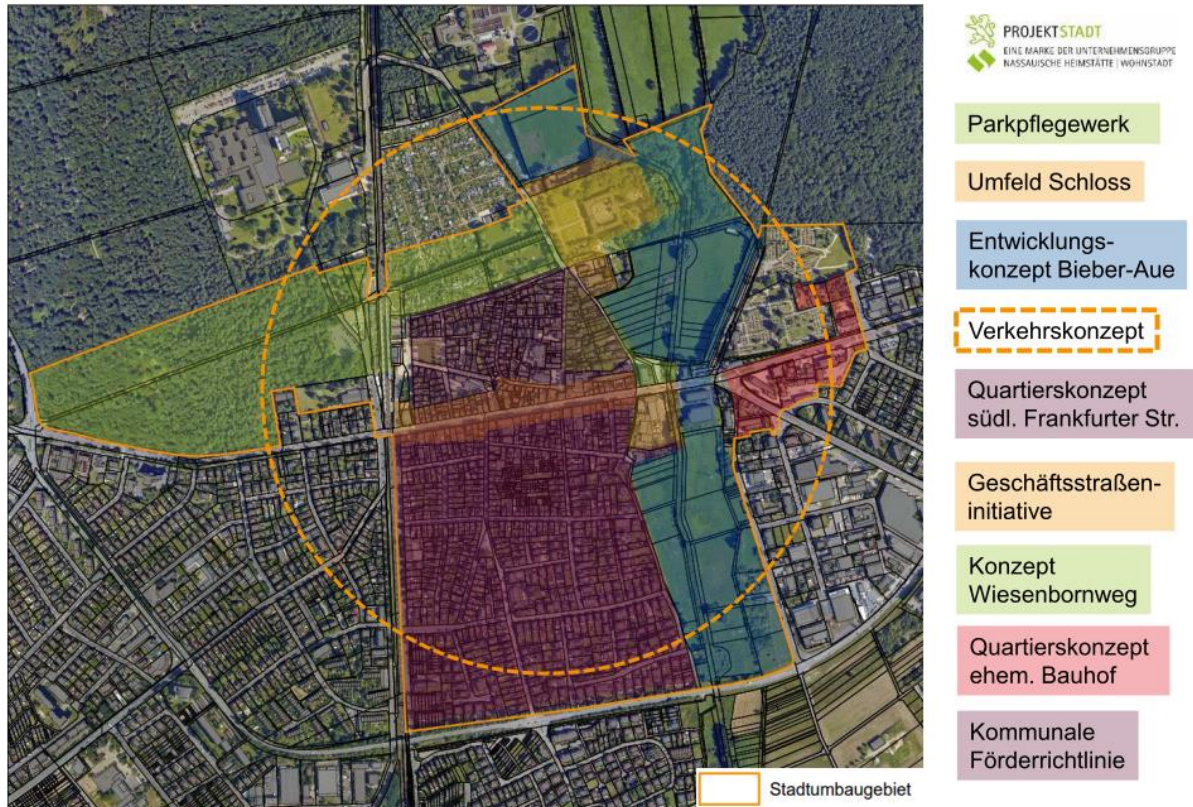 PROJEKTSTADT
EINE MARKE DER UNTERNEHMENSGRUPPE
NASSAUISCHE HEIMSTÄTTE | WOHNSTADT
Parkpflegewerk
Umfeld Schloss
Entwicklungs-
konzept Bieber-Aue
Verkehrskonzept
Quartierskonzept
südl. Frankfurter Str.
Geschäftsstraßen-
initiative
Konzept
Wiesenbornweg
Quartierskonzept
ehem. Bauhof
Kommunale
Förderrichtlinie
Stadtumbaugebiet